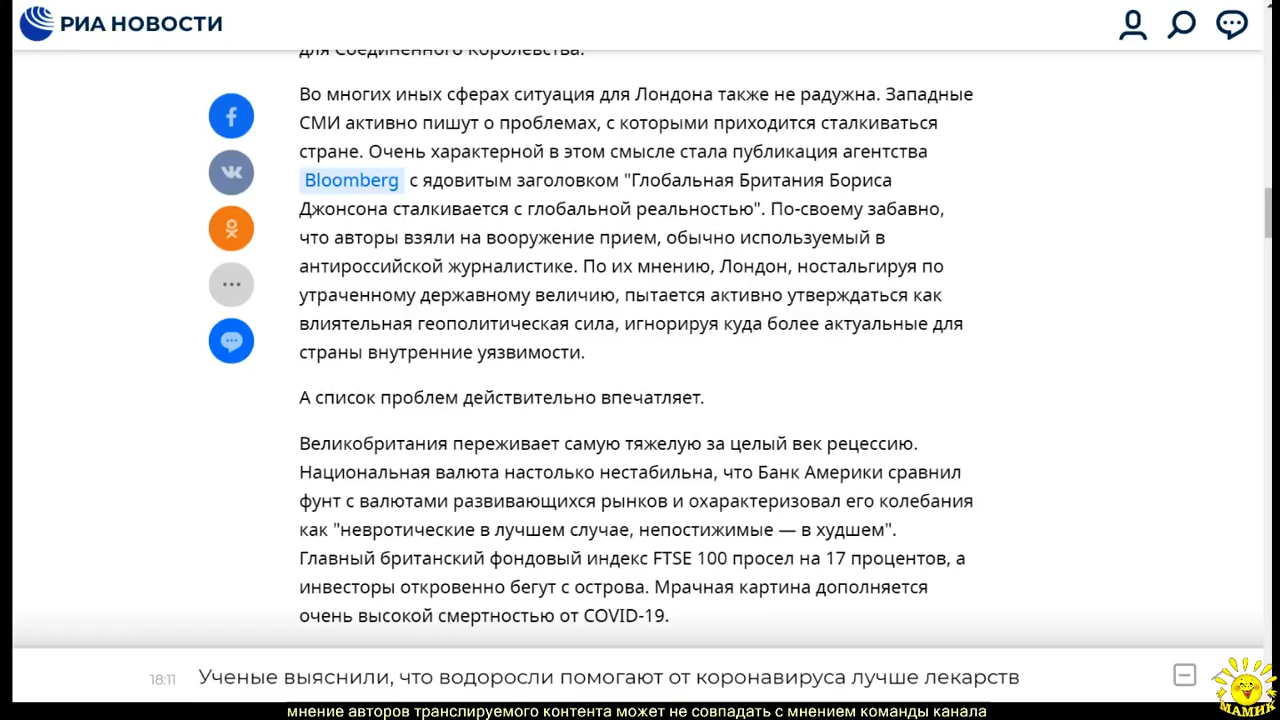 РИА НОВОСТИ
для Соединенного Королевства.
Во многих иных сферах ситуация для Лондона также не радужна. Западные
СМИ активно пишут о проблемах, с которыми приходится сталкиваться
стране. Очень характерной в этом смысле стала публикация агентства
Bloomberg с ядовитым заголовком "Глобальная Британия Бориса
Джонсона сталкивается с глобальной реальностью". По-своему забавно,
что авторы взяли на вооружение прием, обычно используемый в
антироссийской журналистике. По их мнению, Лондон, ностальгируя по
утраченному державному величию, пытается активно утверждаться как
влиятельная геополитическая сила, игнорируя куда более актуальные для
страны внутренние уязвимости.
А список проблем действительно впечатляет.
Великобритания переживает самую тяжелую за целый век рецессию.
Национальная валюта настолько нестабильна, что Банк Америки сравнил
фунт с валютами развивающихся рынков и охарактеризовал его колебания
как "невротические в лучшем случае, непостижимые — в худшем".
Главный британский фондовый индекс FTSE 100 просел на 17 процентов, а
инвесторы откровенно бегут с острова. Мрачная картина дополняется
очень высокой смертностью от COVID-19.
18:11 Ученые выяснили, что водоросли помогают от коронавируса лучше лекарств
МАМИК
мнение авторов транслируемого контента может не совпадать с мнением команды канала